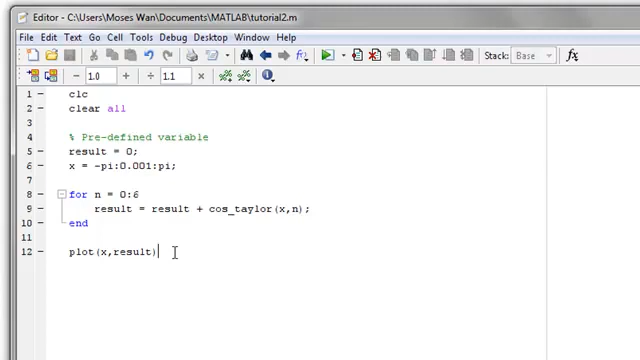 Editor - C:\Users\Moses Wan\Documents\MATLAB\tutorial2.m
File Edit Text Go Cell Tools Debug Desktop Window Help
Stack: Base fx
- 1.0 + ÷ 1.1 ×
1 - clc
2 - clear all
3
4 % Pre-defined variable
5 - result = 0;
6 - x = -pi:0.001:pi;
7
8 - for n = 0:6
9 - result = result + cos_taylor(x,n);
10 - end
11
12 - plot(x,result)